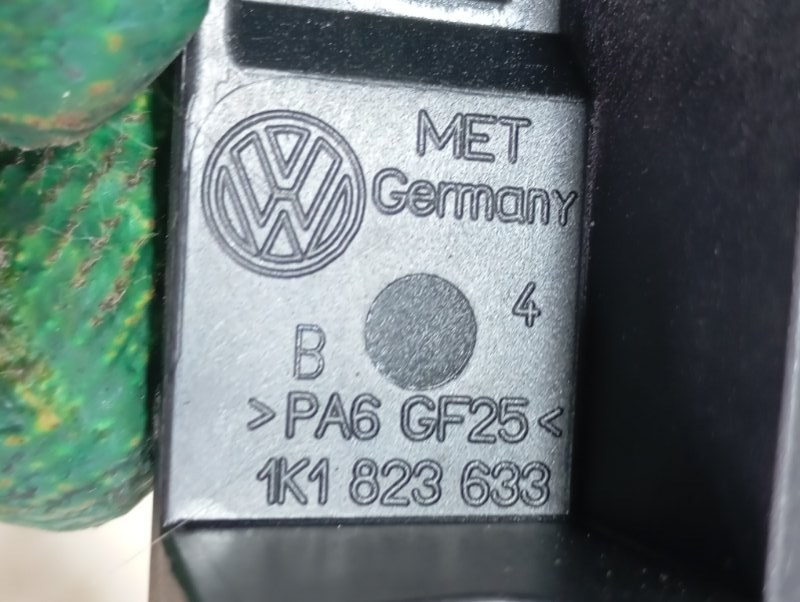 VW
MET
Germany
4
B
>PA6 GF25<
1K1 823 633